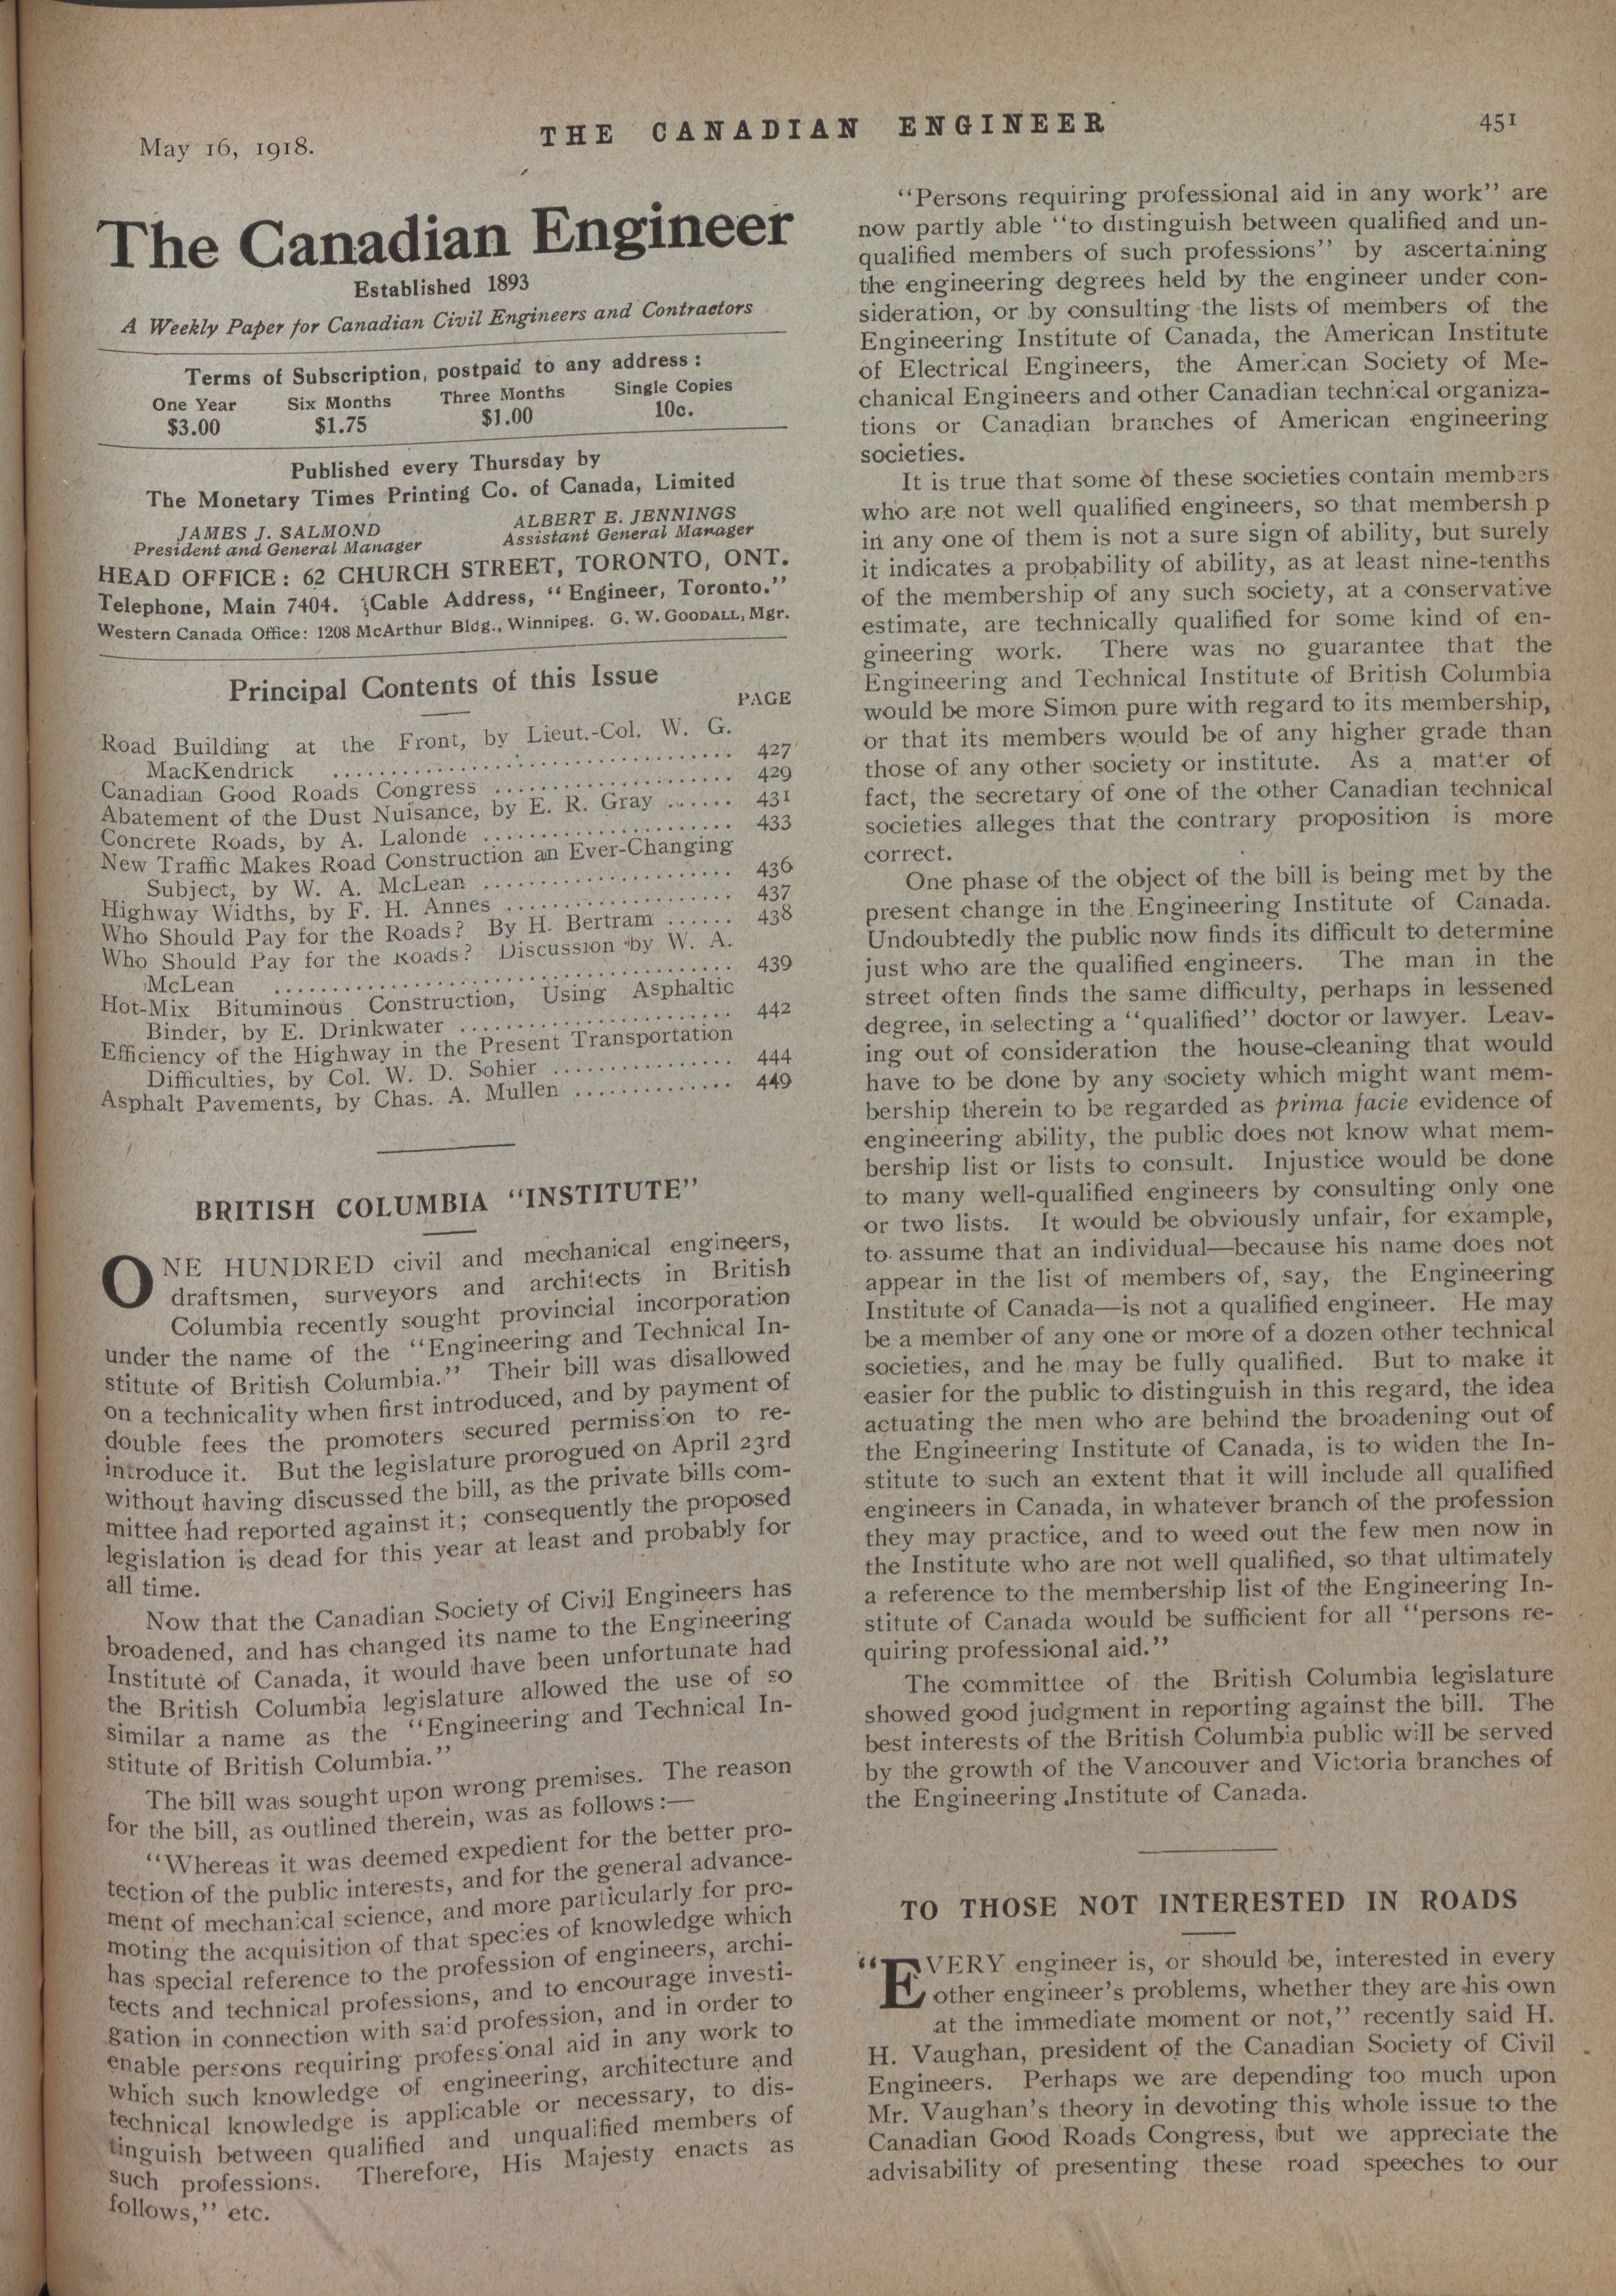 May 16, 1918.
THE CANADIAN ENGINEER
451
The Canadian Engineer
Established 1893
A Weekly Paper for Canadian Civil Engineers and Contractors
Terms of Subscription, postpaid to any address:
One Year Six Months Three Months Single Copies
$3.00 $1.75 $1.00 10c.
Published every Thursday by
The Monetary Times Printing Co. of Canada, Limited
JAMES J. SALMOND ALBERT E. JENNINGS
President and General Manager Assistant General Manager
HEAD OFFICE: 62 CHURCH STREET, TORONTO, ONT.
Telephone, Main 7404. Cable Address, "Engineer, Toronto."
Western Canada Office: 1208 McArthur Bldg., Winnipeg. G. W. GOODALL, Mgr.
Principal Contents of this Issue
PAGE
Road Building at the Front, by Lieut.-Col. W. G.
MacKendrick .................................. 427
Canadian Good Roads Congress .................... 429
Abatement of the Dust Nuisance, by E. R. Gray ...... 431
Concrete Roads, by A. Lalonde ..................... 433
New Traffic Makes Road Construction an Ever-Changing
Subject, by W. A. McLean ..................... 436
Highway Widths, by F. H. Annes .................... 437
Who Should Pay for the Roads? By H. Bertram ...... 438
Who Should Pay for the Roads? Discussion by W. A.
McLean ....................................... 439
Hot-Mix Bituminous Construction, Using Asphaltic
Binder, by E. Drinkwater ....................... 442
Efficiency of the Highway in the Present Transportation
Difficulties, by Col. W. D. Sohier ................ 444
Asphalt Pavements, by Chas. A. Mullen .............. 449
BRITISH COLUMBIA "INSTITUTE"
ONE HUNDRED civil and mechanical engineers,
draftsmen, surveyors and architects in British
Columbia recently sought provincial incorporation
under the name of the "Engineering and Technical In-
stitute of British Columbia." Their bill was disallowed
on a technicality when first introduced, and by payment of
double fees the promoters secured permission to re-
introduce it. But the legislature prorogued on April 23rd
without having discussed the bill, as the private bills com-
mittee had reported against it; consequently the proposed
legislation is dead for this year at least and probably for
all time.
Now that the Canadian Society of Civil Engineers has
broadened, and has changed its name to the Engineering
Institute of Canada, it would have been unfortunate had
the British Columbia legislature allowed the use of so
similar a name as the "Engineering and Technical In-
stitute of British Columbia."
The bill was sought upon wrong premises. The reason
for the bill, as outlined therein, was as follows:—
"Whereas it was deemed expedient for the better pro-
tection of the public interests, and for the general advance-
ment of mechanical science, and more particularly for pro-
moting the acquisition of that species of knowledge which
has special reference to the profession of engineers, archi-
tects and technical professions, and to encourage investi-
gation in connection with said profession, and in order to
enable persons requiring professional aid in any work to
which such knowledge of engineering, architecture and
technical knowledge is applicable or necessary, to dis-
tinguish between qualified and unqualified members of
such professions. Therefore, His Majesty enacts as
follows," etc.
"Persons requiring professional aid in any work" are
now partly able "to distinguish between qualified and un-
qualified members of such professions" by ascertaining
the engineering degrees held by the engineer under con-
sideration, or by consulting the lists of members of the
Engineering Institute of Canada, the American Institute
of Electrical Engineers, the American Society of Me-
chanical Engineers and other Canadian technical organiza-
tions or Canadian branches of American engineering
societies.
It is true that some of these societies contain members
who are not well qualified engineers, so that membership
in any one of them is not a sure sign of ability, but surely
it indicates a probability of ability, as at least nine-tenths
of the membership of any such society, at a conservative
estimate, are technically qualified for some kind of en-
gineering work. There was no guarantee that the
Engineering and Technical Institute of British Columbia
would be more Simon pure with regard to its membership,
or that its members would be of any higher grade than
those of any other society or institute. As a matter of
fact, the secretary of one of the other Canadian technical
societies alleges that the contrary proposition is more
correct.
One phase of the object of the bill is being met by the
present change in the Engineering Institute of Canada.
Undoubtedly the public now finds its difficult to determine
just who are the qualified engineers. The man in the
street often finds the same difficulty, perhaps in lessened
degree, in selecting a "qualified" doctor or lawyer. Leav-
ing out of consideration the house-cleaning that would
have to be done by any society which might want mem-
bership therein to be regarded as prima facie evidence of
engineering ability, the public does not know what mem-
bership list or lists to consult. Injustice would be done
to many well-qualified engineers by consulting only one
or two lists. It would be obviously unfair, for example,
to assume that an individual—because his name does not
appear in the list of members of, say, the Engineering
Institute of Canada—is not a qualified engineer. He may
be a member of any one or more of a dozen other technical
societies, and he may be fully qualified. But to make it
easier for the public to distinguish in this regard, the idea
actuating the men who are behind the broadening out of
the Engineering Institute of Canada, is to widen the In-
stitute to such an extent that it will include all qualified
engineers in Canada, in whatever branch of the profession
they may practice, and to weed out the few men now in
the Institute who are not well qualified, so that ultimately
a reference to the membership list of the Engineering In-
stitute of Canada would be sufficient for all "persons re-
quiring professional aid."
The committee of the British Columbia legislature
showed good judgment in reporting against the bill. The
best interests of the British Columbia public will be served
by the growth of the Vancouver and Victoria branches of
the Engineering Institute of Canada.
TO THOSE NOT INTERESTED IN ROADS
"EVERY engineer is, or should be, interested in every
other engineer's problems, whether they are his own
at the immediate moment or not," recently said H.
H. Vaughan, president of the Canadian Society of Civil
Engineers. Perhaps we are depending too much upon
Mr. Vaughan's theory in devoting this whole issue to the
Canadian Good Roads Congress, but we appreciate the
advisability of presenting these road speeches to our